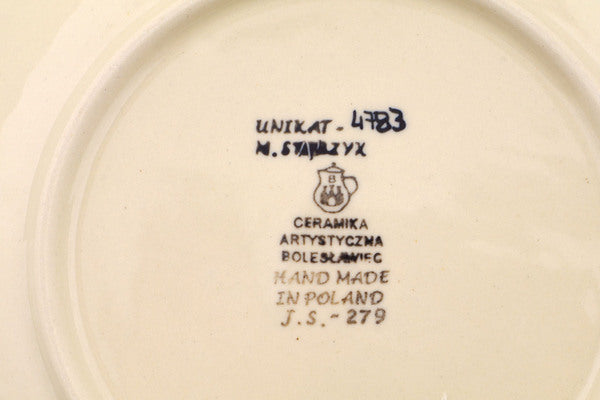 UNIKAT - 4783
M. STARZYK
B
CERAMIKA
ARTYSTYCZNA
BOLESŁAWIEC
HAND MADE
IN POLAND
J.S.-279